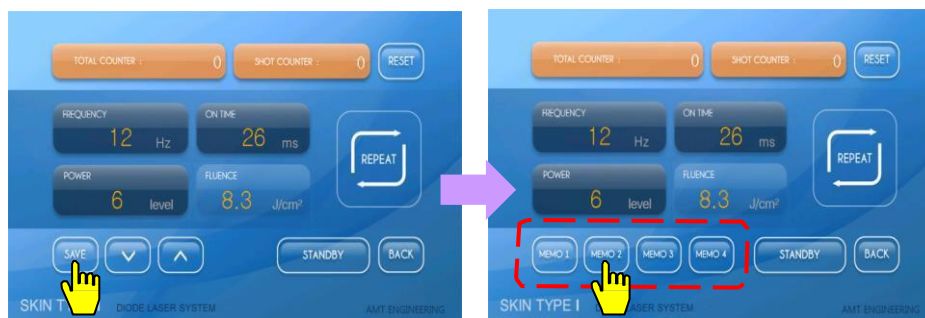 TOTAL COUNTER : 0 SHOT COUNTER : 0 RESET
FREQUENCY ON TIME
12 Hz 26 ms
REPEAT
POWER FLUENCE
6 level 8.3 J/cm²
SAVE STANDBY BACK
SKIN T I DIODE LASER SYSTEM AMT ENGINEERING
TOTAL COUNTER : 0 SHOT COUNTER : 0 RESET
FREQUENCY ON TIME
12 Hz 26 ms
REPEAT
POWER FLUENCE
6 level 8.3 J/cm²
MEMO 1 MEMO 2 MEMO 3 MEMO 4 STANDBY BACK
SKIN TYPE I LASER SYSTEM AMT ENGINEERING